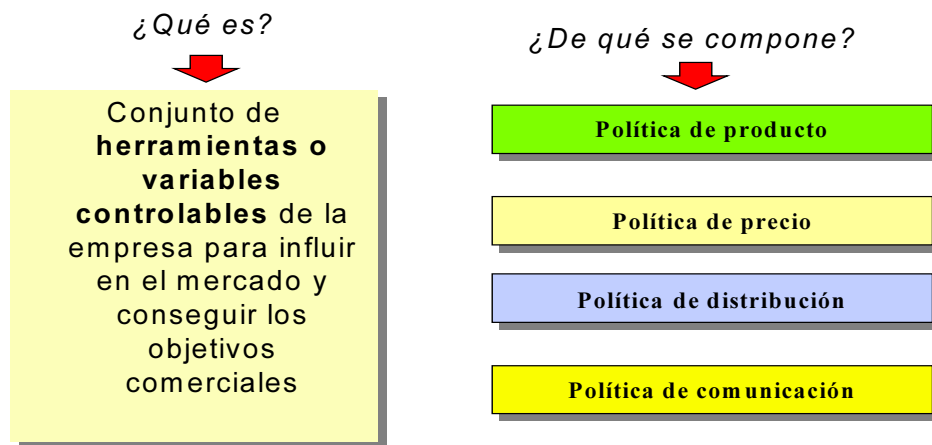 ¿Qué es?
Conjunto de
herramientas o
variables
controlables de la
empresa para influir
en el mercado y
conseguir los
objetivos
comerciales
¿De qué se compone?
Política de producto
Política de precio
Política de distribución
Política de comunicación